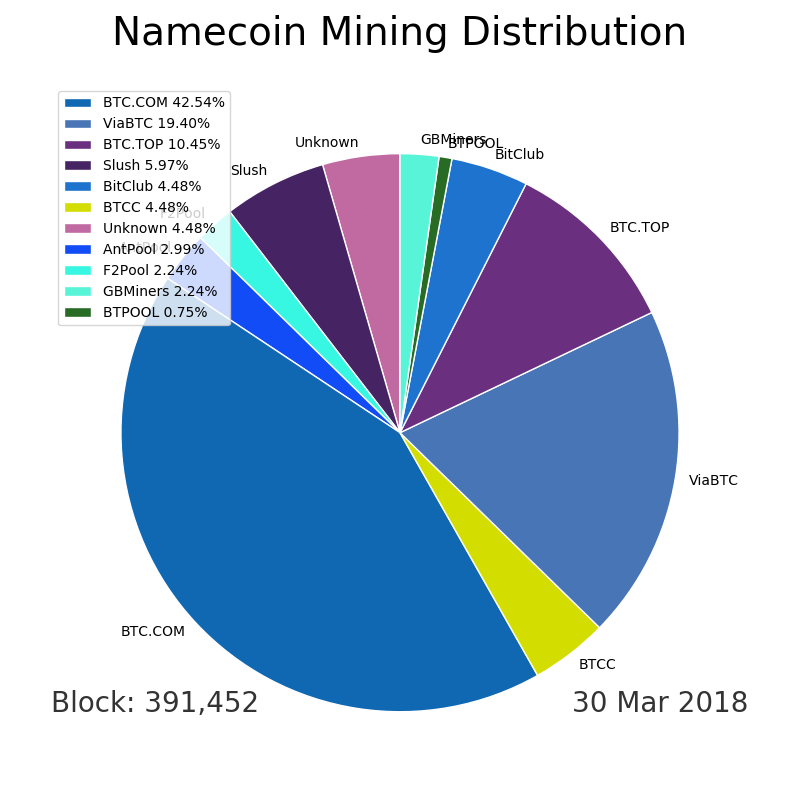 Namecoin Mining Distribution
BTC.COM 42.54%
ViaBTC 19.40%
BTC.TOP 10.45%
Slush 5.97%
BitClub 4.48%
BTCC 4.48%
Unknown 4.48%
AntPool 2.99%
F2Pool 2.24%
GBMiners 2.24%
BTPOOL 0.75%
GBMiners
BTPOOL
BitClub
Unknown
Slush
F2Pool
BTC.TOP
ViaBTC
BTC.COM
BTCC
Block: 391,452
30 Mar 2018